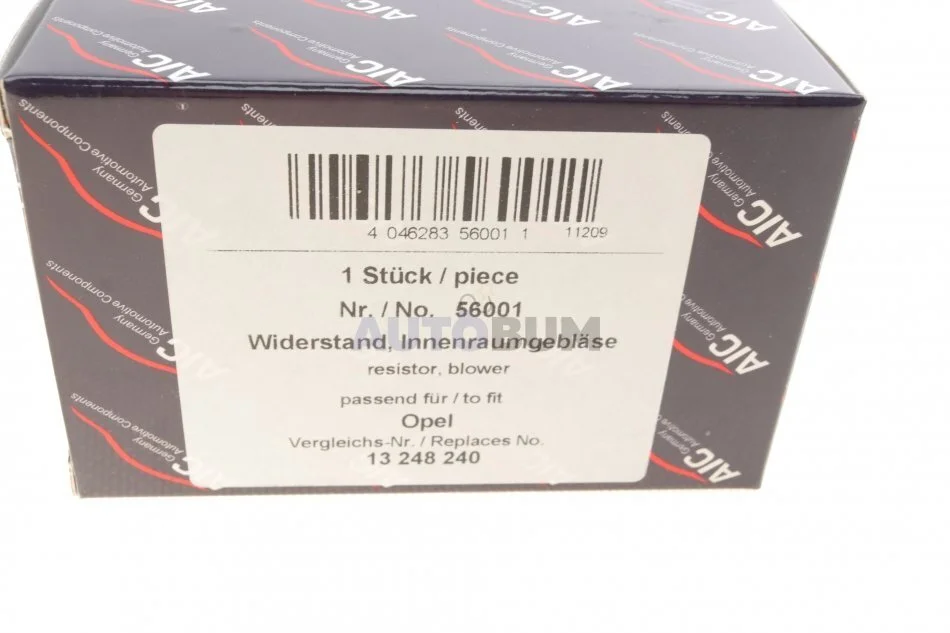 AIC Germany
Automotive Components
4 046283 56001 1 11209
1 Stück / piece
Nr. / No. 56001
Widerstand, Innenraumgebläse
resistor, blower
passend für / to fit
Opel
Vergleichs-Nr. / Replaces No.
13 248 240
AUTOBUM